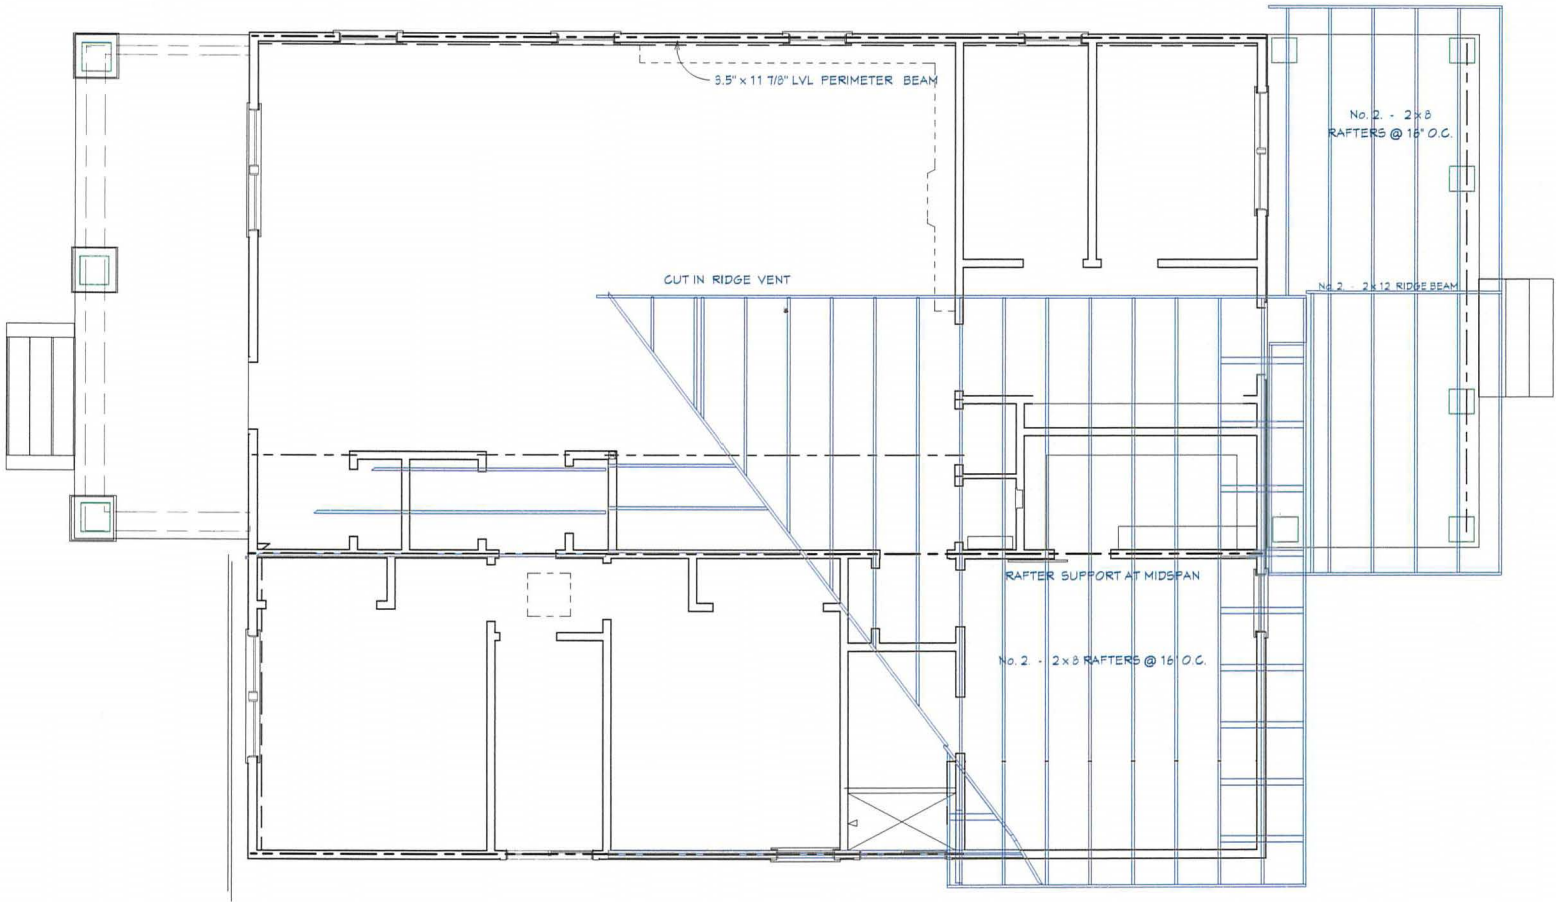 3.5" x 11 7/8" LVL PERIMETER BEAM
No. 2. - 2x8
RAFTERS @ 16" O.C.
CUT IN RIDGE VENT
No. 2. - 2x12 RIDGE BEAM
RAFTER SUPPORT AT MIDSPAN
No. 2. - 2x8 RAFTERS @ 16" O.C.